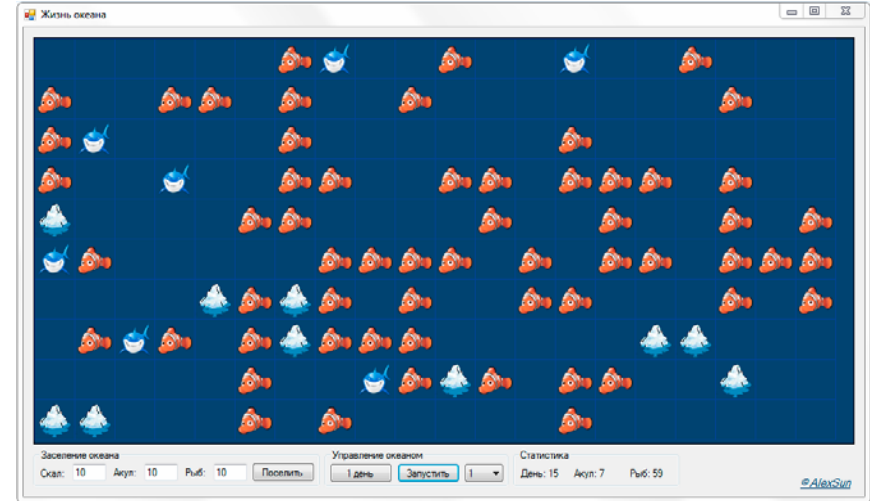 Жизнь океана
Заселение океана
Скал: 10 Акул: 10 Рыб: 10 Поселить
Управление океаном
1 день Запустить 1
Статистика
День: 15 Акул: 7 Рыб: 59
©AlexSun